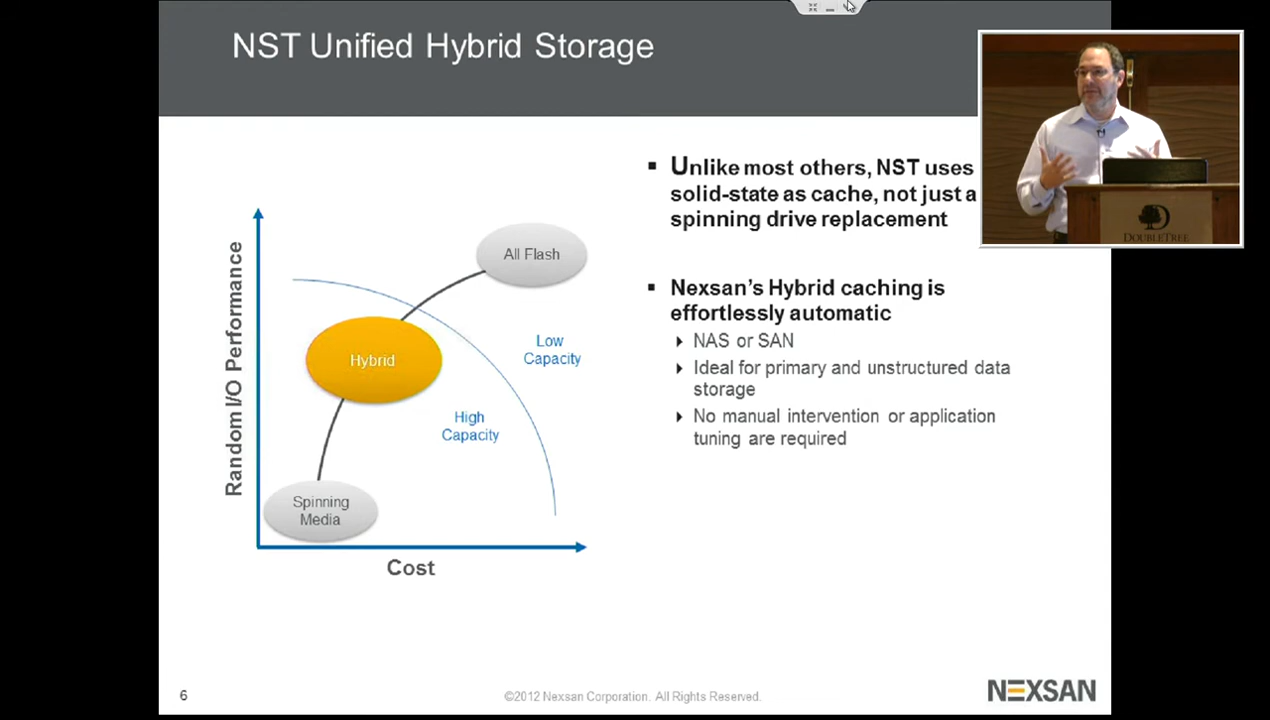 NST Unified Hybrid Storage
Unlike most others, NST uses
solid-state as cache, not just a
spinning drive replacement
Nexsan's Hybrid caching is
effortlessly automatic
NAS or SAN
Ideal for primary and unstructured data
storage
No manual intervention or application
tuning are required
Random I/O Performance
All Flash
Hybrid
Low
Capacity
High
Capacity
Spinning
Media
Cost
DOUBLETREE
6
©2012 Nexsan Corporation. All Rights Reserved.
NEXSAN